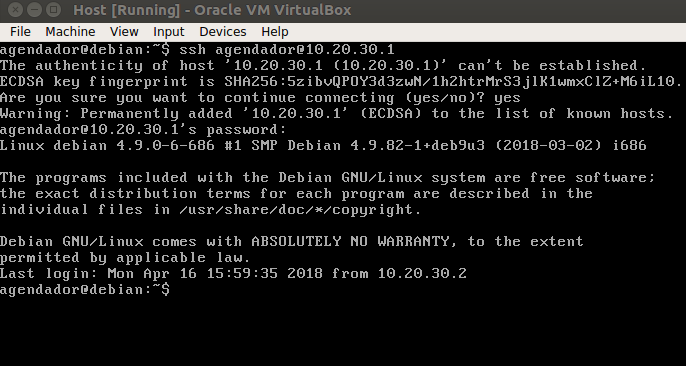 Host [Running] - Oracle VM VirtualBox
File Machine View Input Devices Help
agendador@debian:~$ ssh agendador@10.20.30.1
The authenticity of host '10.20.30.1 (10.20.30.1)' can't be established.
ECDSA key fingerprint is SHA256:5zibvQPOY3d3zwN/1h2htrMrS3jlK1wmxClZ+M6iL10.
Are you sure you want to continue connecting (yes/no)? yes
Warning: Permanently added '10.20.30.1' (ECDSA) to the list of known hosts.
agendador@10.20.30.1's password:
Linux debian 4.9.0-6-686 #1 SMP Debian 4.9.82-1+deb9u3 (2018-03-02) i686
The programs included with the Debian GNU/Linux system are free software;
the exact distribution terms for each program are described in the
individual files in /usr/share/doc/*/copyright.
Debian GNU/Linux comes with ABSOLUTELY NO WARRANTY, to the extent
permitted by applicable law.
Last login: Mon Apr 16 15:59:35 2018 from 10.20.30.2
agendador@debian:~$